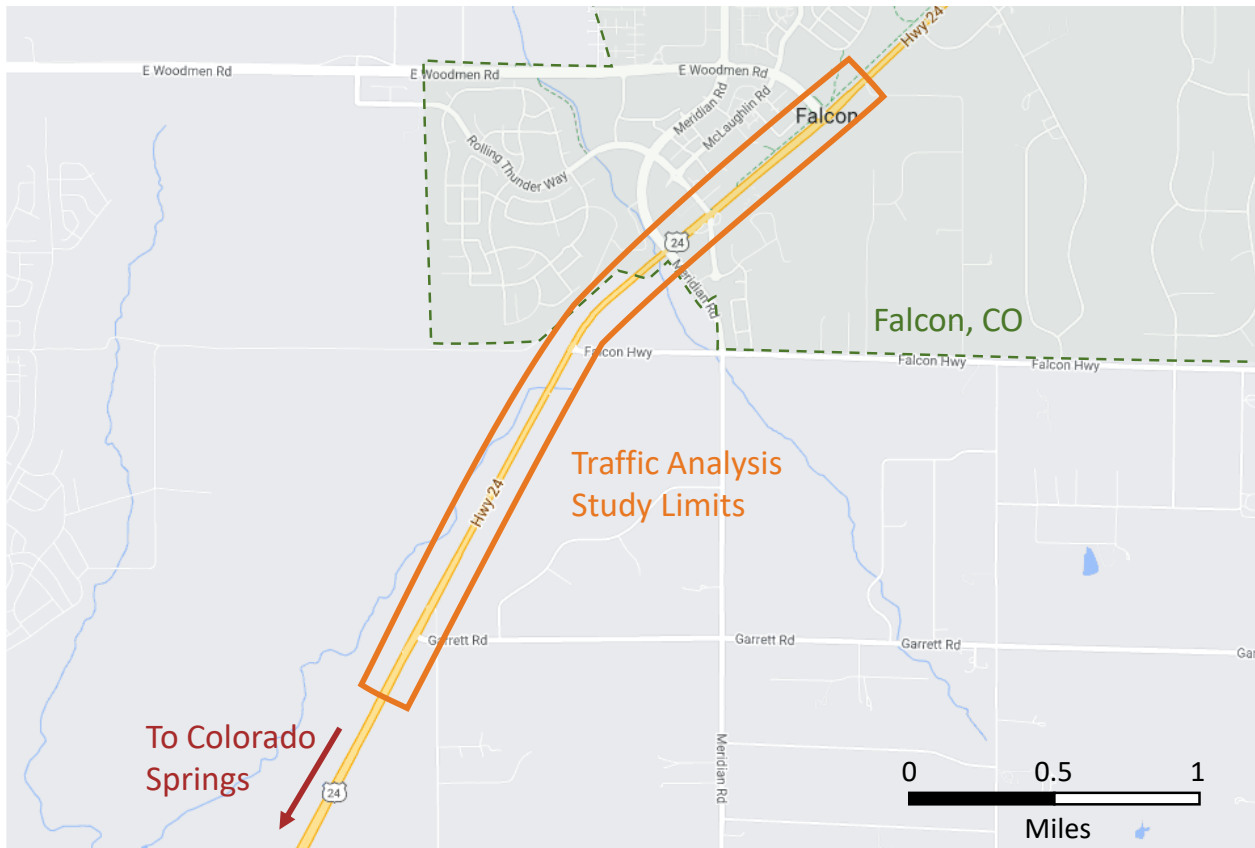 Hwy 24
E Woodmen Rd
E Woodmen Rd
E Woodmen Rd
Meridian Rd
McLaughlin Rd
Falcon
Rolling Thunder Way
24
Meridian Rd
Falcon, CO
Falcon Hwy
Falcon Hwy
Falcon Hwy
Traffic Analysis
Study Limits
Hwy 24
Garrett Rd
Garrett Rd
Garrett Rd
Gar
To Colorado
Springs
Meridian Rd
24
0 0.5 1
Miles